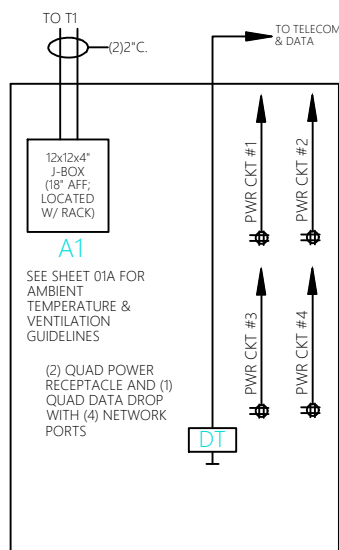 TO T1
(2)2"C.
TO TELECOM
& DATA
12x12x4"
J-BOX
(18" AFF;
LOCATED
W/ RACK)
A1
PWR CKT #1
PWR CKT #2
SEE SHEET 01A FOR
AMBIENT
TEMPERATURE &
VENTILATION
GUIDELINES
PWR CKT #3
PWR CKT #4
(2) QUAD POWER
RECEPTACLE AND (1)
QUAD DATA DROP
WITH (4) NETWORK
PORTS
DT